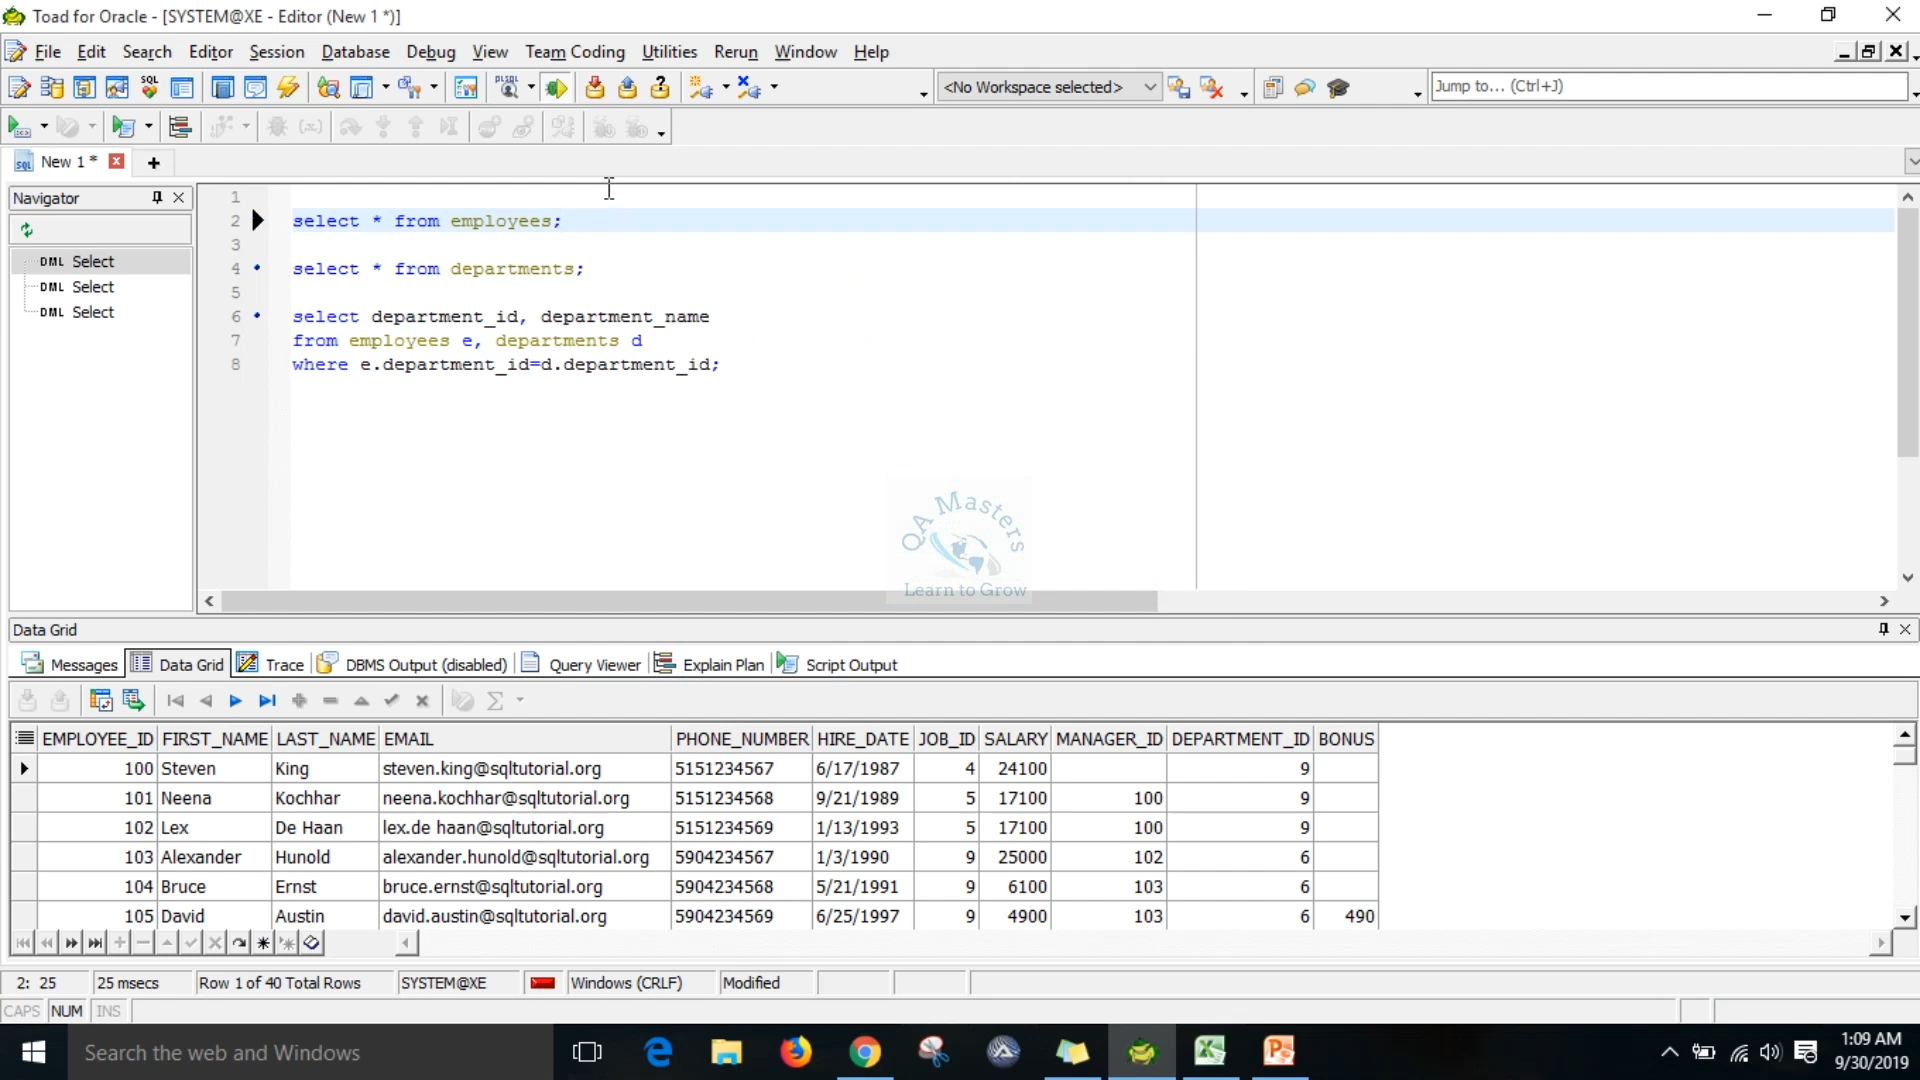 Toad for Oracle - [SYSTEM@XE - Editor (New 1 *)]
File Edit Search Editor Session Database Debug View Team Coding Utilities Rerun Window Help
SQL
PLSQL
<No Workspace selected>
Jump to... (Ctrl+J)
New 1 *
Navigator
DML Select
DML Select
DML Select
1
2 select * from employees;
3
4 select * from departments;
5
6 select department_id, department_name
7 from employees e, departments d
8 where e.department_id=d.department_id;
QA Masters
Learn to Grow
Data Grid
Messages Data Grid Trace DBMS Output (disabled) Query Viewer Explain Plan Script Output
EMPLOYEE_ID FIRST_NAME LAST_NAME EMAIL PHONE_NUMBER HIRE_DATE JOB_ID SALARY MANAGER_ID DEPARTMENT_ID BONUS
100 Steven King steven.king@sqltutorial.org 5151234567 6/17/1987 4 24100 9
101 Neena Kochhar neena.kochhar@sqltutorial.org 5151234568 9/21/1989 5 17100 100 9
102 Lex De Haan lex.de haan@sqltutorial.org 5151234569 1/13/1993 5 17100 100 9
103 Alexander Hunold alexander.hunold@sqltutorial.org 5904234567 1/3/1990 9 25000 102 6
104 Bruce Ernst bruce.ernst@sqltutorial.org 5904234568 5/21/1991 9 6100 103 6
105 David Austin david.austin@sqltutorial.org 5904234569 6/25/1997 9 4900 103 6 490
2: 25 25 msecs Row 1 of 40 Total Rows SYSTEM@XE Windows (CRLF) Modified
CAPS NUM INS
Search the web and Windows
1:09 AM
9/30/2019